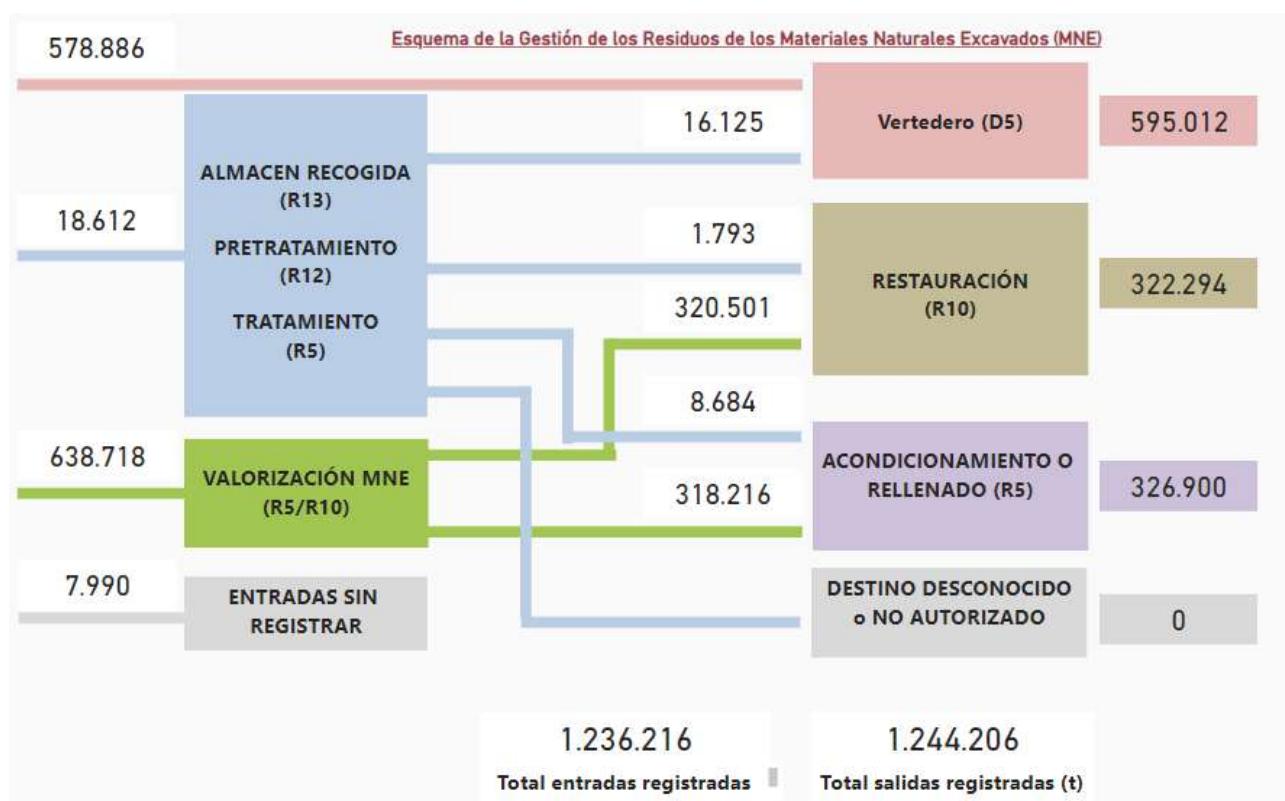 Esquema de la Gestión de los Residuos de los Materiales Naturales Excavados (MNE)
578.886
16.125
Vertedero (D5)
595.012
ALMACEN RECOGIDA
(R13)
PRETRATAMIENTO
(R12)
TRATAMIENTO
(R5)
18.612
1.793
320.501
RESTAURACIÓN
(R10)
322.294
8.684
638.718
VALORIZACIÓN MNE
(R5/R10)
318.216
ACONDICIONAMIENTO O
RELLENADO (R5)
326.900
7.990
ENTRADAS SIN
REGISTRAR
DESTINO DESCONOCIDO
o NO AUTORIZADO
0
1.236.216
Total entradas registradas
1.244.206
Total salidas registradas (t)